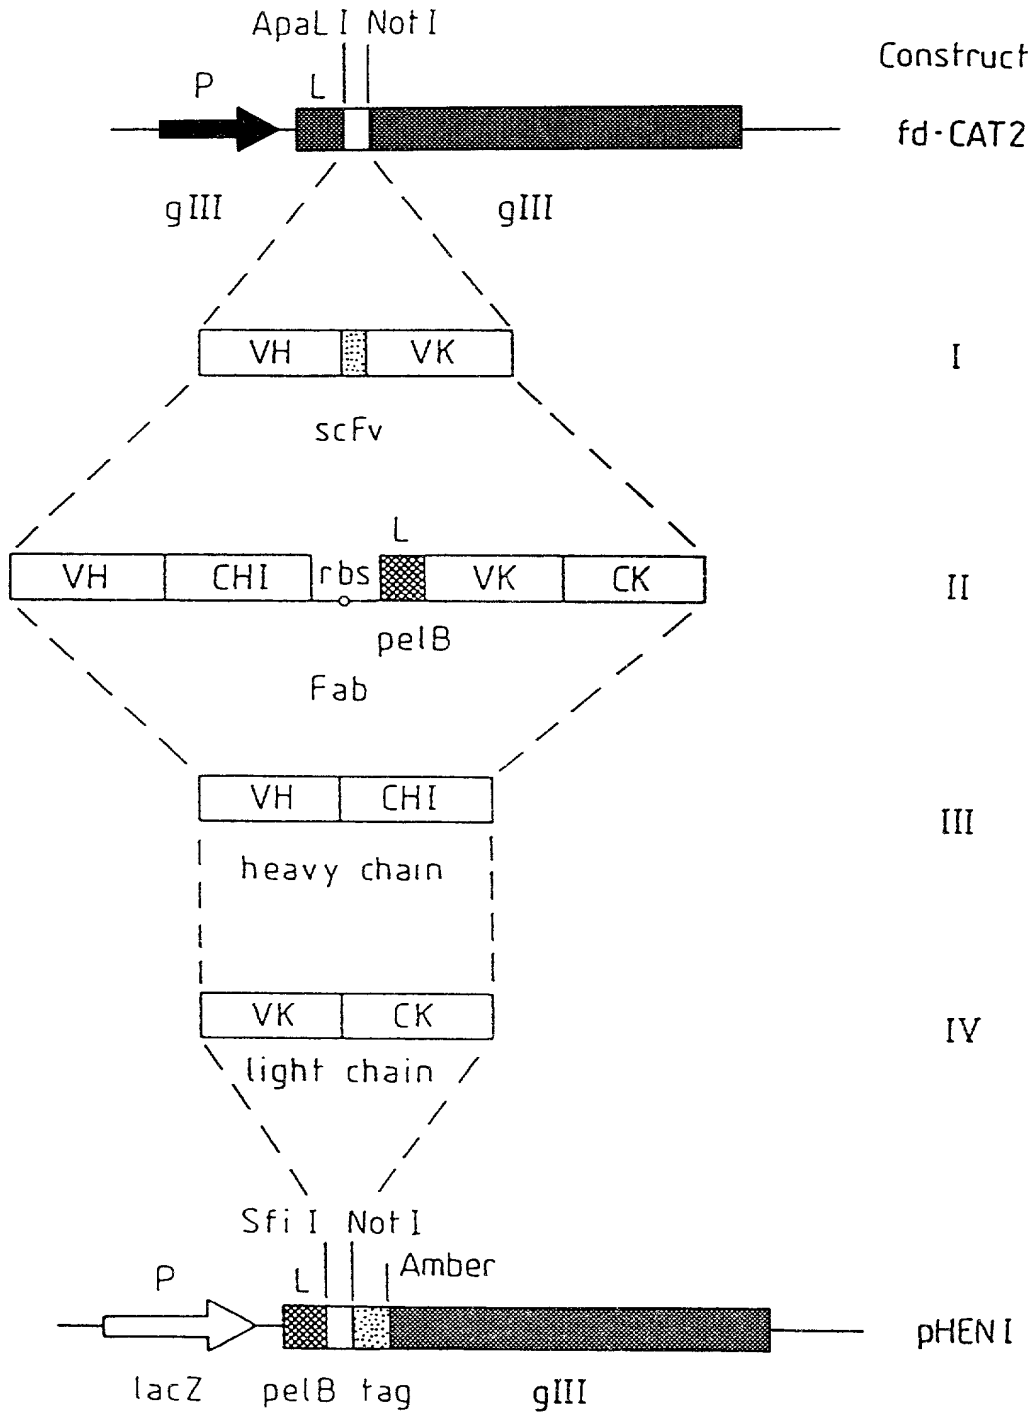 ApaL I Not I
Construct
P L
fd-CAT2
gIII gIII
VH VK
I
scFv
L
VH CHI rbs VK CK
II
pelB
Fab
VH CHI
III
heavy chain
VK CK
IV
light chain
Sfi I Not I
P L Amber
pHEN I
lacZ pelB tag gIII